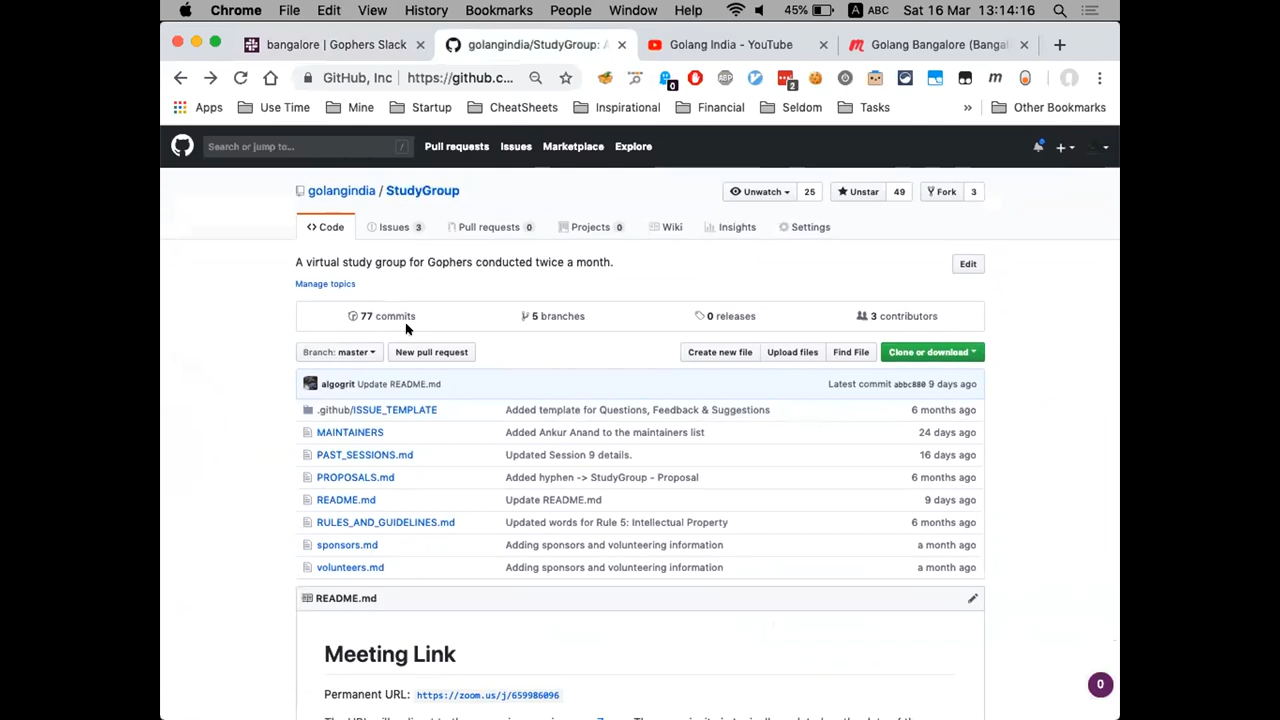 Chrome File Edit View History Bookmarks People Window Help 45% A ABC Sat 16 Mar 13:14:16
bangalore | Gophers Slack golangindia/StudyGroup: A Golang India - YouTube Golang Bangalore (Bangal
GitHub, Inc https://github.c... 0 ABP 2 m
Apps Use Time Mine Startup CheatSheets Inspirational Financial Seldom Tasks » Other Bookmarks
Search or jump to... / Pull requests Issues Marketplace Explore
golangindia / StudyGroup Unwatch 25 Unstar 49 Fork 3
<> Code Issues 3 Pull requests 0 Projects 0 Wiki Insights Settings
A virtual study group for Gophers conducted twice a month. Edit
Manage topics
77 commits 5 branches 0 releases 3 contributors
Branch: master New pull request Create new file Upload files Find File Clone or download
algogrit Update README.md Latest commit abbc880 9 days ago
.github/ISSUE_TEMPLATE Added template for Questions, Feedback & Suggestions 6 months ago
MAINTAINERS Added Ankur Anand to the maintainers list 24 days ago
PAST_SESSIONS.md Updated Session 9 details. 16 days ago
PROPOSALS.md Added hyphen -> StudyGroup - Proposal 6 months ago
README.md Update README.md 9 days ago
RULES_AND_GUIDELINES.md Updated words for Rule 5: Intellectual Property 6 months ago
sponsors.md Adding sponsors and volunteering information a month ago
volunteers.md Adding sponsors and volunteering information a month ago
README.md
Meeting Link
0
Permanent URL: https://zoom.us/j/659986096